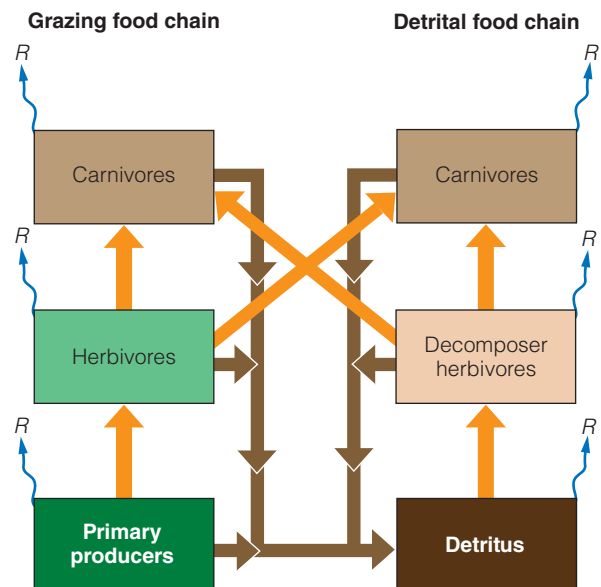 Grazing food chain
Detrital food chain
R
R
Carnivores
Carnivores
R
R
Herbivores
Decomposer
herbivores
R
R
Primary
producers
Detritus